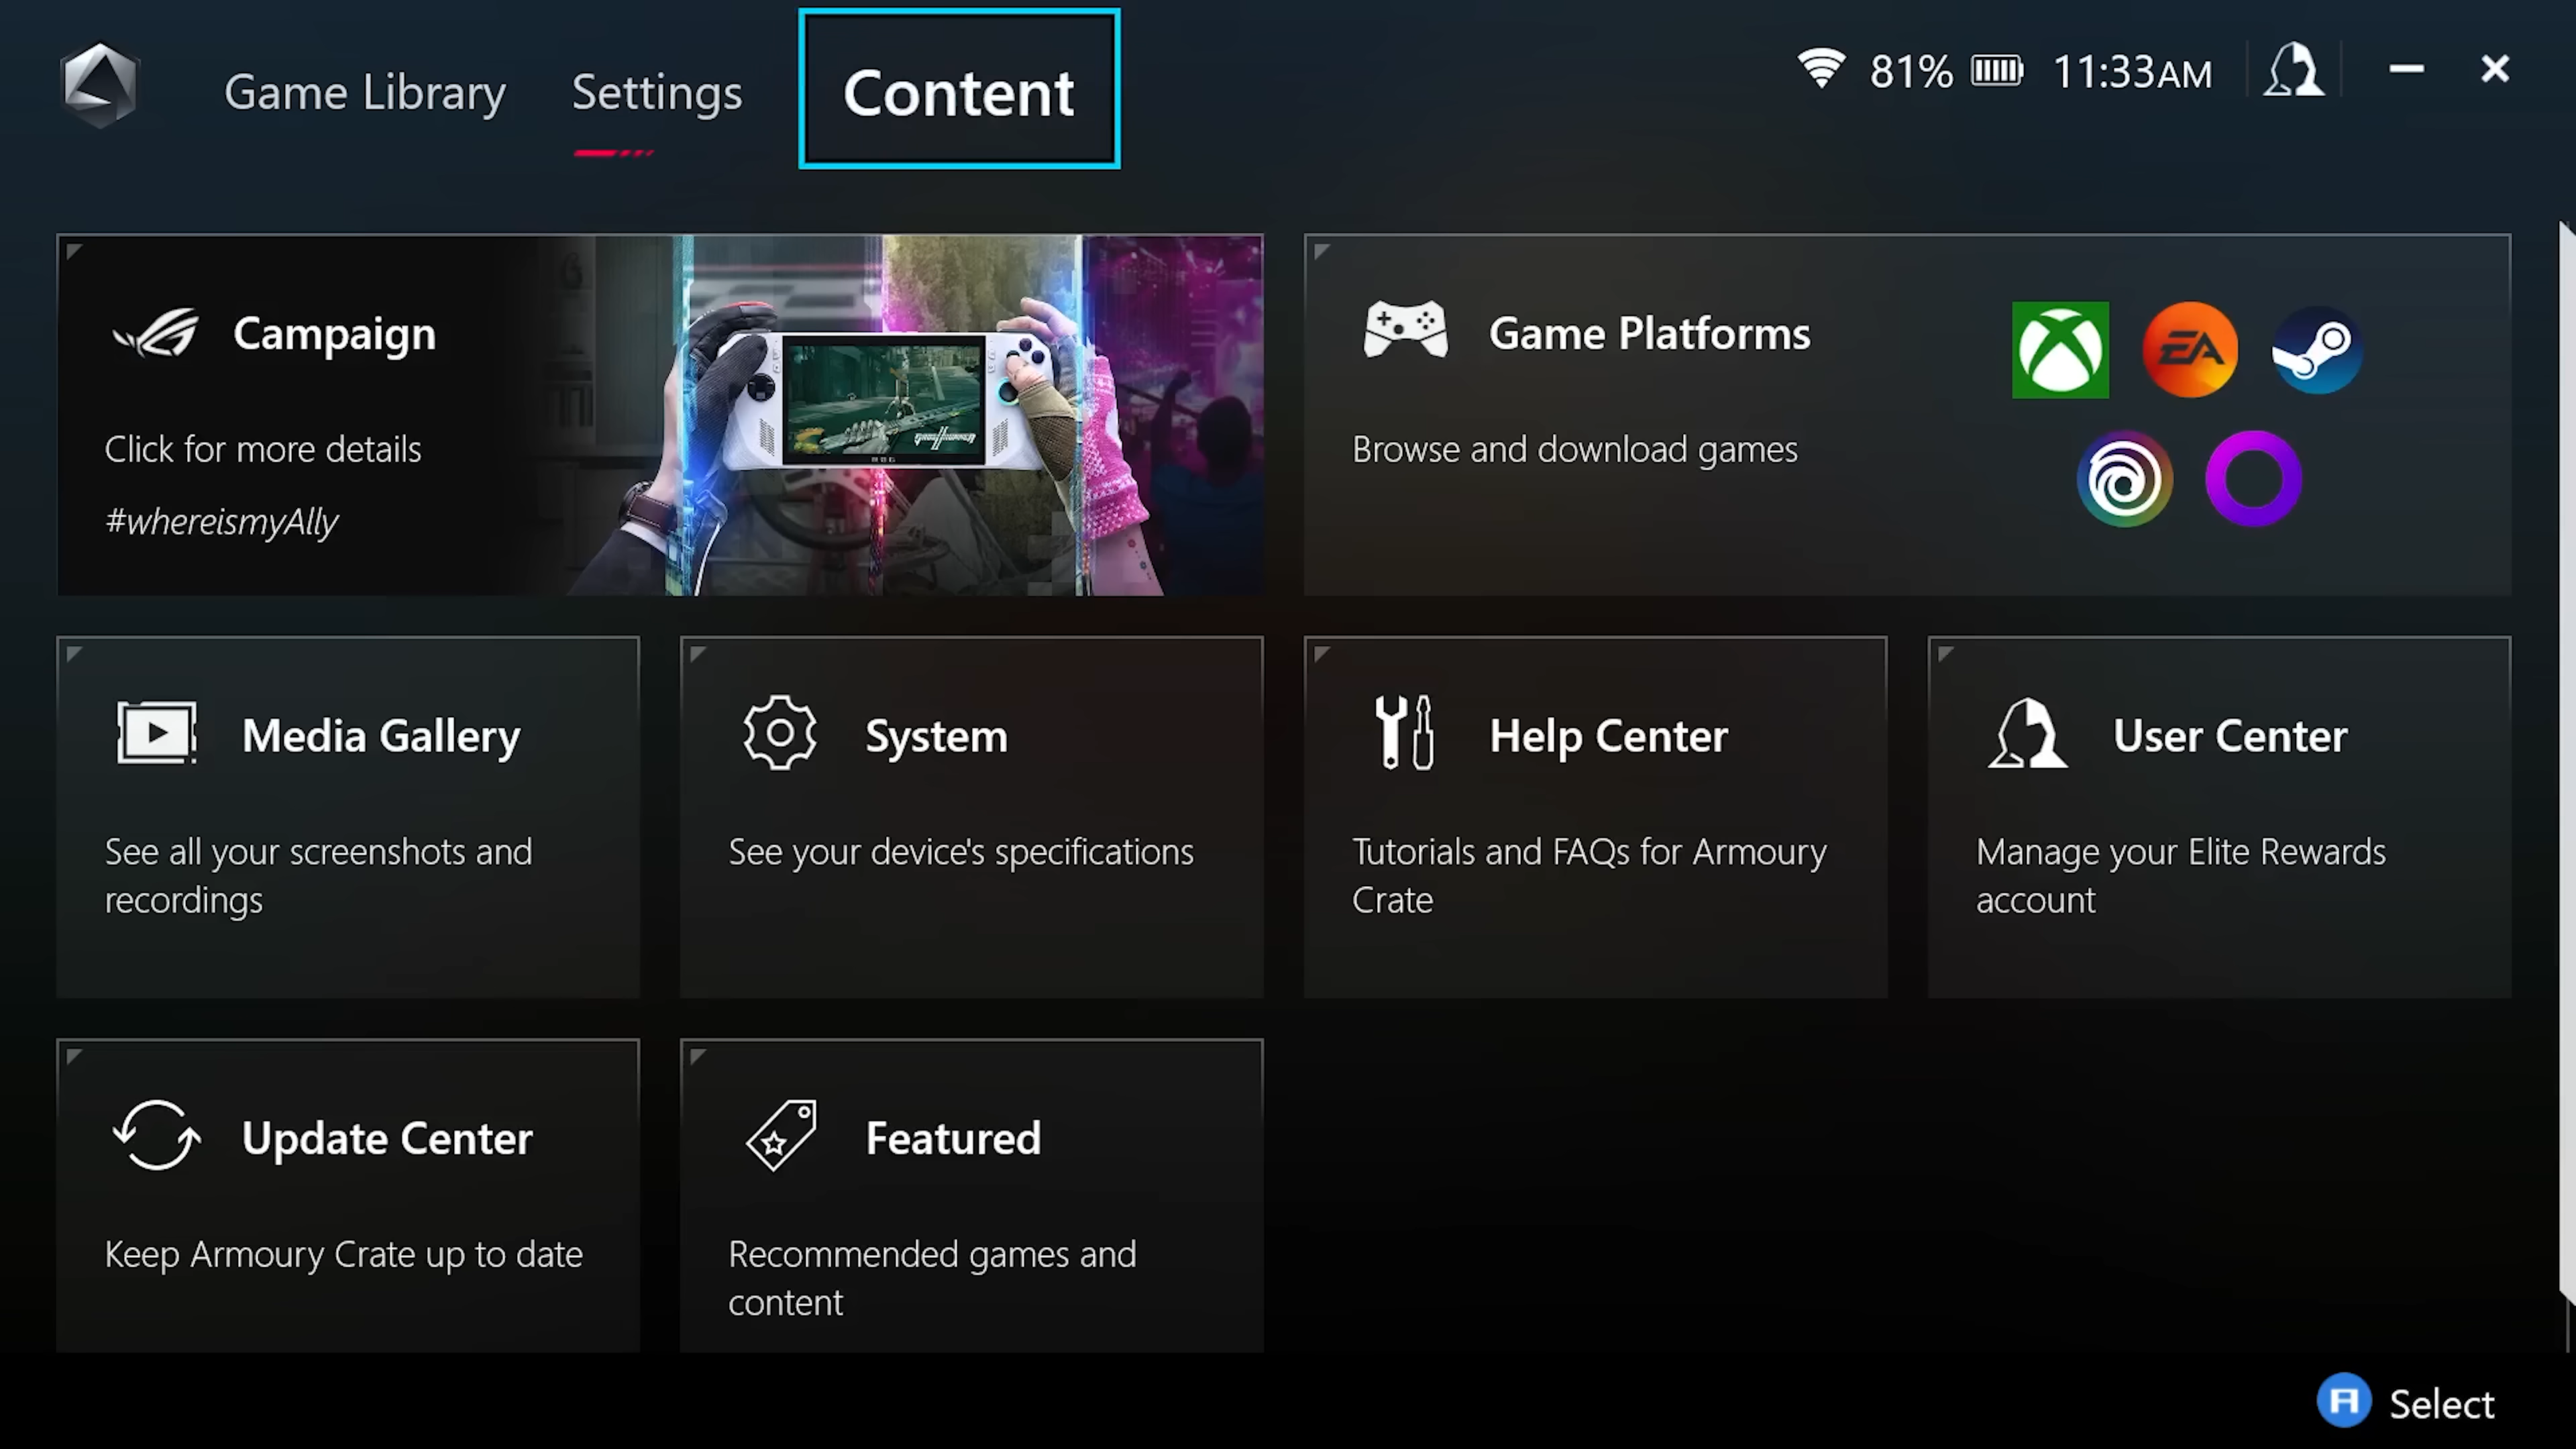 Game Library
Settings
Content
81%
11:33AM
Campaign
Click for more details
#whereismyAlly
Game Platforms
EA
Browse and download games
Media Gallery
See all your screenshots and
recordings
System
See your device's specifications
Help Center
Tutorials and FAQs for Armoury
Crate
User Center
Manage your Elite Rewards
account
Update Center
Keep Armoury Crate up to date
Featured
Recommended games and
content
A Select